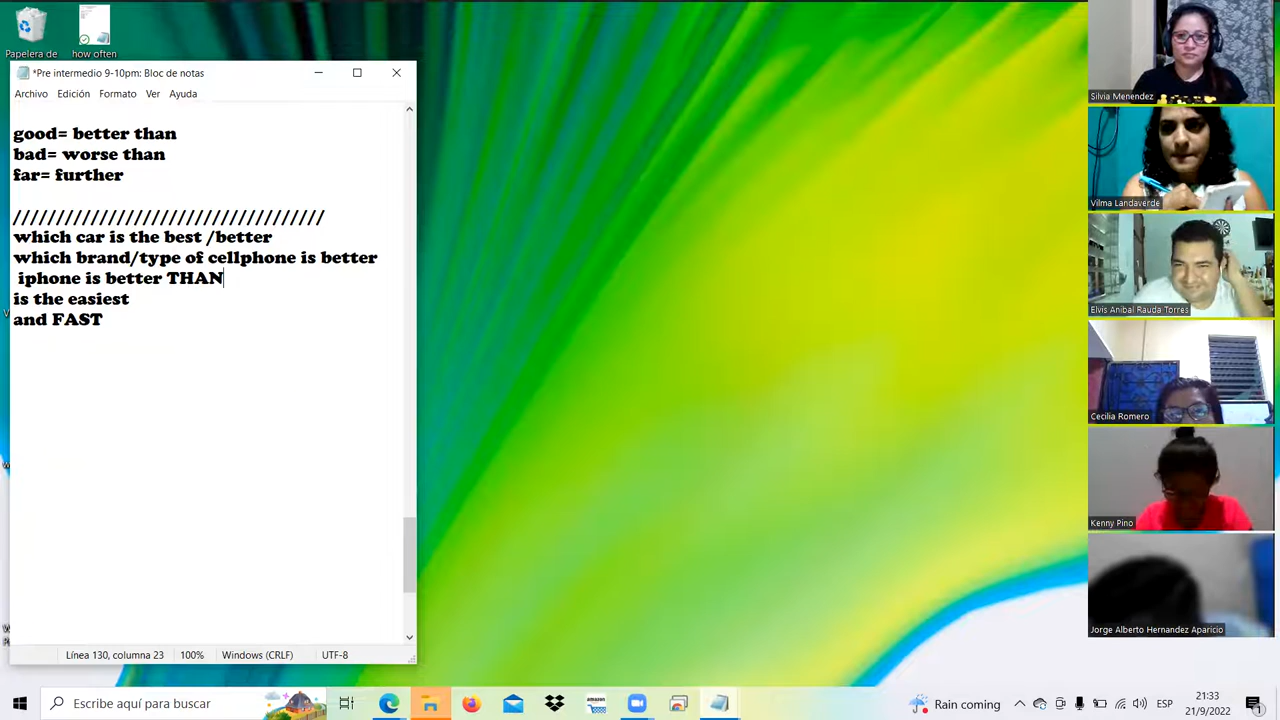 Papelera de
how often
*Pre intermedio 9-10pm: Bloc de notas
Archivo Edición Formato Ver Ayuda
good= better than
bad= worse than
far= further
/////////////////////////////////////
which car is the best /better
which brand/type of cellphone is better
iphone is better THAN
is the easiest
and FAST
Línea 130, columna 23 100% Windows (CRLF) UTF-8
Silvia Menendez
Vilma Landaverde
Elvis Anibal Rauda Torres
Cecilia Romero
Kenny Pino
Jorge Alberto Hernandez Aparicio
Escribe aquí para buscar
amazon
Rain coming
ESP
21:33
21/9/2022
1